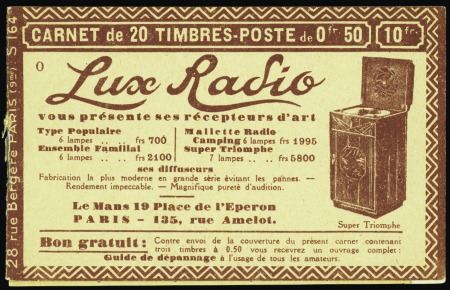 CARNET de 20 TIMBRES-POSTE de 0fr 50 10fr
28 rue Bergère PARIS (9me) S 164
O
Lux Radio
vous présente ses récepteurs d'art
Type Populaire
6 lampes .. .. frs 700
Ensemble Familial
6 lampes .. .. frs 2100
Mallette Radio
Camping 6 lampes frs 1995
Super Triomphe
7 lampes .. .. frs 5800
ses diffuseurs
Fabrication la plus moderne en grande série évitant les pannes. —
Rendement impeccable. — Magnifique pureté d'audition.
Le Mans 19 Place de l'Eperon
PARIS - 135, rue Amelot.
Super Triomphe
Bon gratuit: Contre envoi de la couverture du présent carnet contenant
trois timbres à 0.50 vous recevrez un ouvrage complet:
Guide de dépannage à l'usage de tous les amateurs.